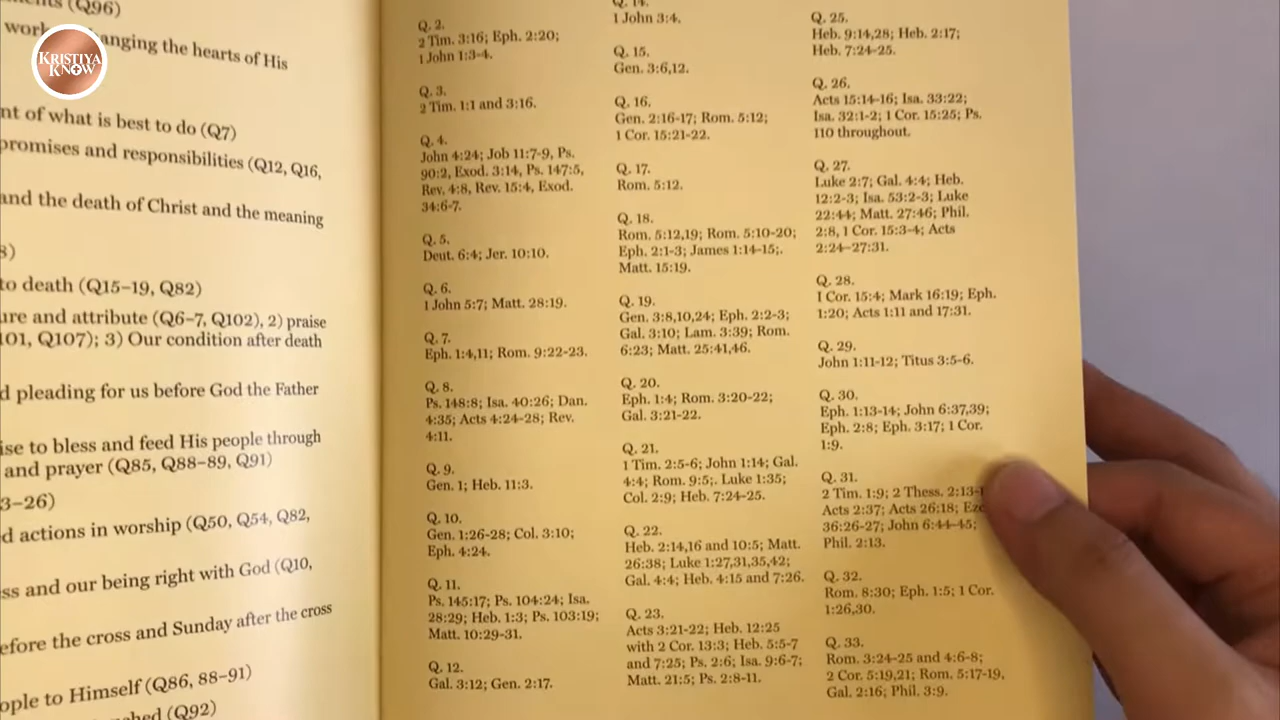 KRISTIYA
KNOW
(Q96)
anging the hearts of His
nt of what is best to do (Q7)
promises and responsibilities (Q12, Q16,
and the death of Christ and the meaning
8)
to death (Q15–19, Q82)
ure and attribute (Q6–7, Q102), 2) praise
101, Q107); 3) Our condition after death
d pleading for us before God the Father
ise to bless and feed His people through
and prayer (Q85, Q88–89, Q91)
3–26)
d actions in worship (Q50, Q54, Q82,
ss and our being right with God (Q10,
efore the cross and Sunday after the cross
ople to Himself (Q86, 88–91)
hed (Q92)
Q. 2.
2 Tim. 3:16; Eph. 2:20;
1 John 1:3-4.
Q. 3.
2 Tim. 1:1 and 3:16.
Q. 4.
John 4:24; Job 11:7-9, Ps.
90:2, Exod. 3:14, Ps. 147:5,
Rev. 4:8, Rev. 15:4, Exod.
34:6-7.
Q. 5.
Deut. 6:4; Jer. 10:10.
Q. 6.
1 John 5:7; Matt. 28:19.
Q. 7.
Eph. 1:4,11; Rom. 9:22-23.
Q. 8.
Ps. 148:8; Isa. 40:26; Dan.
4:35; Acts 4:24-28; Rev.
4:11.
Q. 9.
Gen. 1; Heb. 11:3.
Q. 10.
Gen. 1:26-28; Col. 3:10;
Eph. 4:24.
Q. 11.
Ps. 145:17; Ps. 104:24; Isa.
28:29; Heb. 1:3; Ps. 103:19;
Matt. 10:29-31.
Q. 12.
Gal. 3:12; Gen. 2:17.
Q. 14.
1 John 3:4.
Q. 15.
Gen. 3:6,12.
Q. 16.
Gen. 2:16-17; Rom. 5:12;
1 Cor. 15:21-22.
Q. 17.
Rom. 5:12.
Q. 18.
Rom. 5:12,19; Rom. 5:10-20;
Eph. 2:1-3; James 1:14-15;.
Matt. 15:19.
Q. 19.
Gen. 3:8,10,24; Eph. 2:2-3;
Gal. 3:10; Lam. 3:39; Rom.
6:23; Matt. 25:41,46.
Q. 20.
Eph. 1:4; Rom. 3:20-22;
Gal. 3:21-22.
Q. 21.
1 Tim. 2:5-6; John 1:14; Gal.
4:4; Rom. 9:5;. Luke 1:35;
Col. 2:9; Heb. 7:24-25.
Q. 22.
Heb. 2:14,16 and 10:5; Matt.
26:38; Luke 1:27,31,35,42;
Gal. 4:4; Heb. 4:15 and 7:26.
Q. 23.
Acts 3:21-22; Heb. 12:25
with 2 Cor. 13:3; Heb. 5:5-7
and 7:25; Ps. 2:6; Isa. 9:6-7;
Matt. 21:5; Ps. 2:8-11.
Q. 25.
Heb. 9:14,28; Heb. 2:17;
Heb. 7:24-25.
Q. 26.
Acts 15:14-16; Isa. 33:22;
Isa. 32:1-2; 1 Cor. 15:25; Ps.
110 throughout.
Q. 27.
Luke 2:7; Gal. 4:4; Heb.
12:2-3; Isa. 53:2-3; Luke
22:44; Matt. 27:46; Phil.
2:8, 1 Cor. 15:3-4; Acts
2:24-27:31.
Q. 28.
1 Cor. 15:4; Mark 16:19; Eph.
1:20; Acts 1:11 and 17:31.
Q. 29.
John 1:11-12; Titus 3:5-6.
Q. 30.
Eph. 1:13-14; John 6:37,39;
Eph. 2:8; Eph. 3:17; 1 Cor.
1:9.
Q. 31.
2 Tim. 1:9; 2 Thess. 2:13-
Acts 2:37; Acts 26:18; Eze
36:26-27; John 6:44-45;
Phil. 2:13.
Q. 32.
Rom. 8:30; Eph. 1:5; 1 Cor.
1:26,30.
Q. 33.
Rom. 3:24-25 and 4:6-8;
2 Cor. 5:19,21; Rom. 5:17-19,
Gal. 2:16; Phil. 3:9.